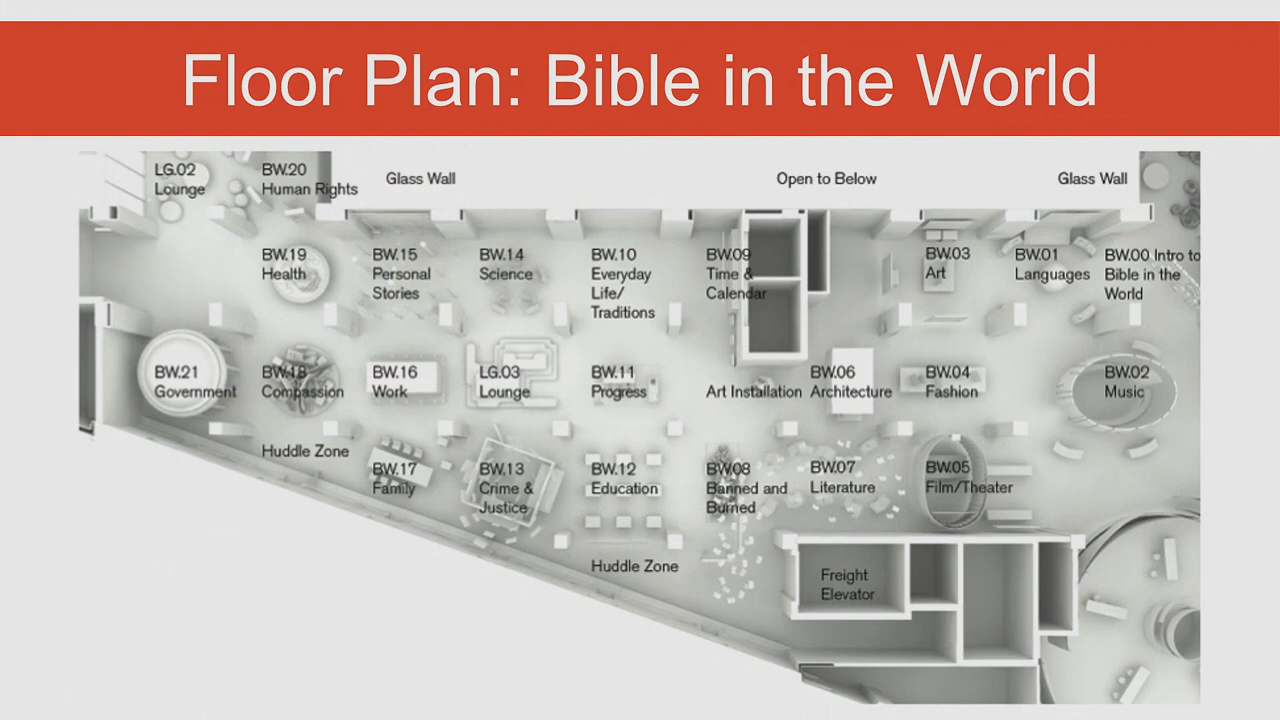 Floor Plan: Bible in the World
LG.02
Lounge
BW.20
Human Rights
Glass Wall
Open to Below
Glass Wall
BW.19
Health
BW.15
Personal
Stories
BW.14
Science
BW.10
Everyday
Life/
Traditions
BW.09
Time &
Calendar
BW.03
Art
BW.01
Languages
BW.00 Intro to
Bible in the
World
BW.21
Government
BW.18
Compassion
BW.16
Work
LG.03
Lounge
BW.11
Progress
Art Installation
BW.06
Architecture
BW.04
Fashion
BW.02
Music
Huddle Zone
BW.17
Family
BW.13
Crime &
Justice
BW.12
Education
BW.08
Banned and
Burned
BW.07
Literature
BW.05
Film/Theater
Huddle Zone
Freight
Elevator